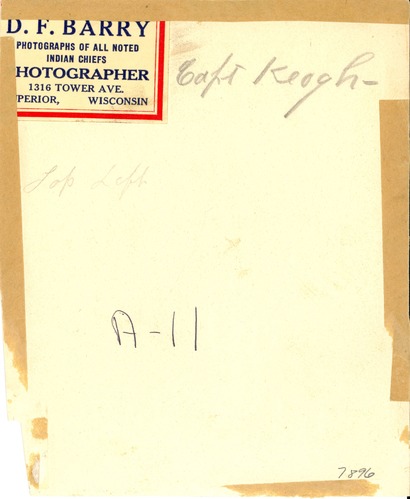 D. F. BARRY
PHOTOGRAPHS OF ALL NOTED
INDIAN CHIEFS
HOTOGRAPHER
1316 TOWER AVE.
PERIOR, WISCONSIN
Capt Keogh-
Top Left
A-11
7896